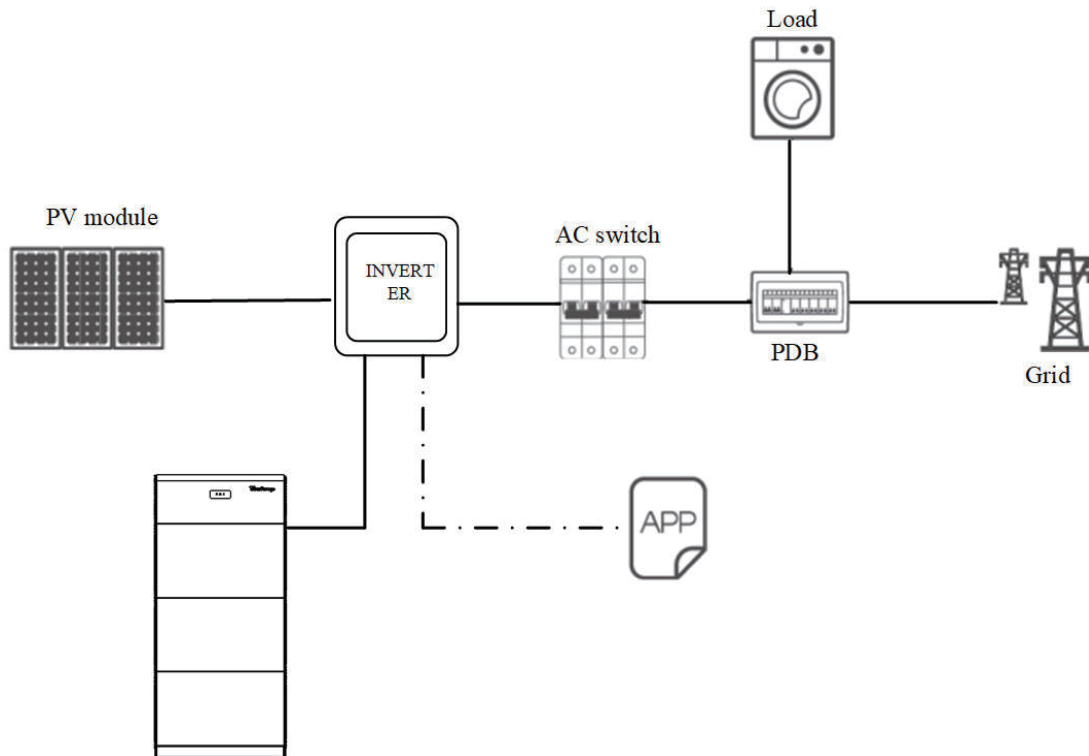 Load
PV module
AC switch
INVERT
ER
PDB
Grid
APP